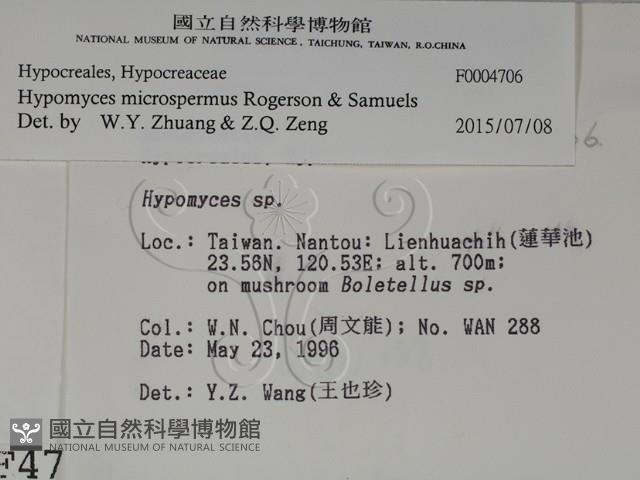 國立自然科學博物館
NATIONAL MUSEUM OF NATURAL SCIENCE, TAICHUNG, TAIWAN, R.O.CHINA
Hypocreales, Hypocreaceae F0004706
Hypomyces microspermus Rogerson & Samuels
Det. by W.Y. Zhuang & Z.Q. Zeng 2015/07/08
Hypomyces sp.
Loc.: Taiwan. Nantou: Lienhuachih(蓮華池)
23.56N, 120.53E; alt. 700m;
on mushroom Boletellus sp.
Col.: W.N. Chou(周文能); No. WAN 288
Date: May 23, 1996
Det.: Y.Z. Wang(王也珍)
國立自然科學博物館
NATIONAL MUSEUM OF NATURAL SCIENCE
F47